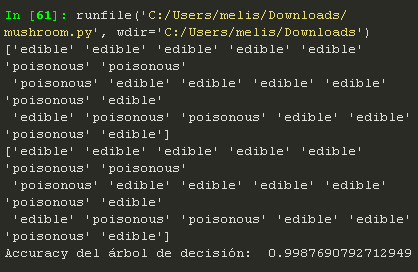 In [61]: runfile('C:/Users/melis/Downloads/
mushroom.py', wdir='C:/Users/melis/Downloads')
['edible' 'edible' 'edible' 'edible' 'edible'
'poisonous' 'poisonous'
'poisonous' 'edible' 'edible' 'edible' 'edible'
'poisonous' 'edible'
'edible' 'poisonous' 'poisonous' 'edible' 'edible'
'poisonous' 'edible']
['edible' 'edible' 'edible' 'edible' 'edible'
'poisonous' 'poisonous'
'poisonous' 'edible' 'edible' 'edible' 'edible'
'poisonous' 'edible'
'edible' 'poisonous' 'poisonous' 'edible' 'edible'
'poisonous' 'edible']
Accuracy del árbol de decisión:  0.9987690792712949